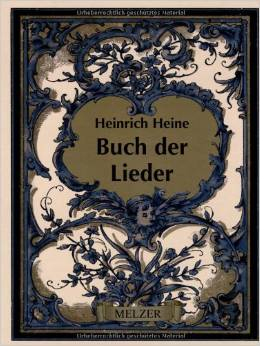 Urheberrechtlich geschütztes Material
Heinrich Heine
Buch der
Lieder
MELZER
Urheberrechtlich geschütztes Material